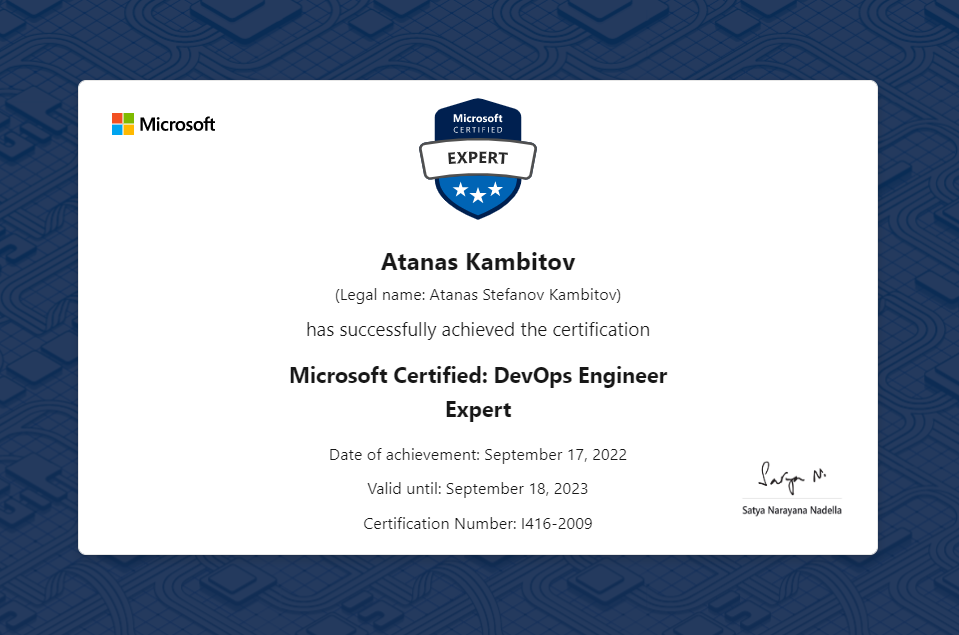 Microsoft
Microsoft
CERTIFIED
EXPERT
Atanas Kambitov
(Legal name: Atanas Stefanov Kambitov)
has successfully achieved the certification
Microsoft Certified: DevOps Engineer
Expert
Date of achievement: September 17, 2022
Valid until: September 18, 2023
Certification Number: I416-2009
Satya N.
Satya Narayana Nadella